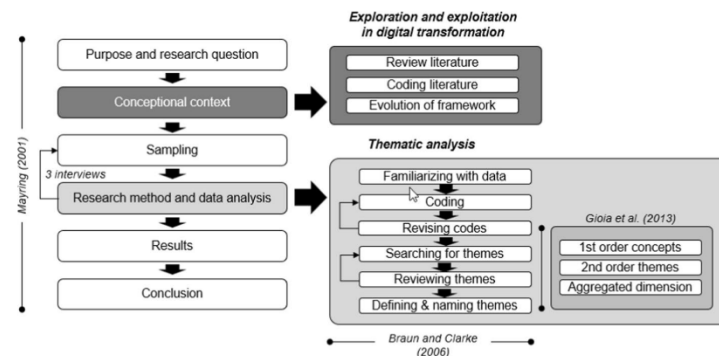 Exploration and exploitation
in digital transformation
Purpose and research question
Review literature
Coding literature
Evolution of framework
Conceptional context
Sampling
3 interviews
Research method and data analysis
Results
Conclusion
Mayring (2001)
Thematic analysis
Familiarizing with data
Coding
Revising codes
Searching for themes
Reviewing themes
Defining & naming themes
Gioia et al. (2013)
1st order concepts
2nd order themes
Aggregated dimension
Braun and Clarke
(2006)